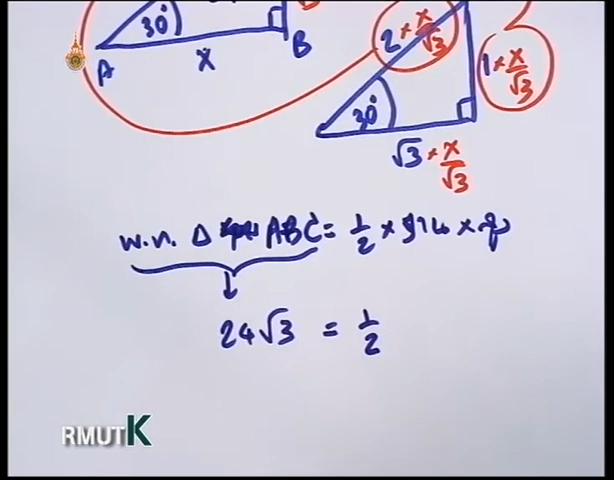 30°
A
x
B
2 × x/√3
1 × x/√3
30°
√3 × x/√3
พ.ท. Δ ABC = 1/2 × ฐาน × สูง
24√3 = 1/2
RMUTK